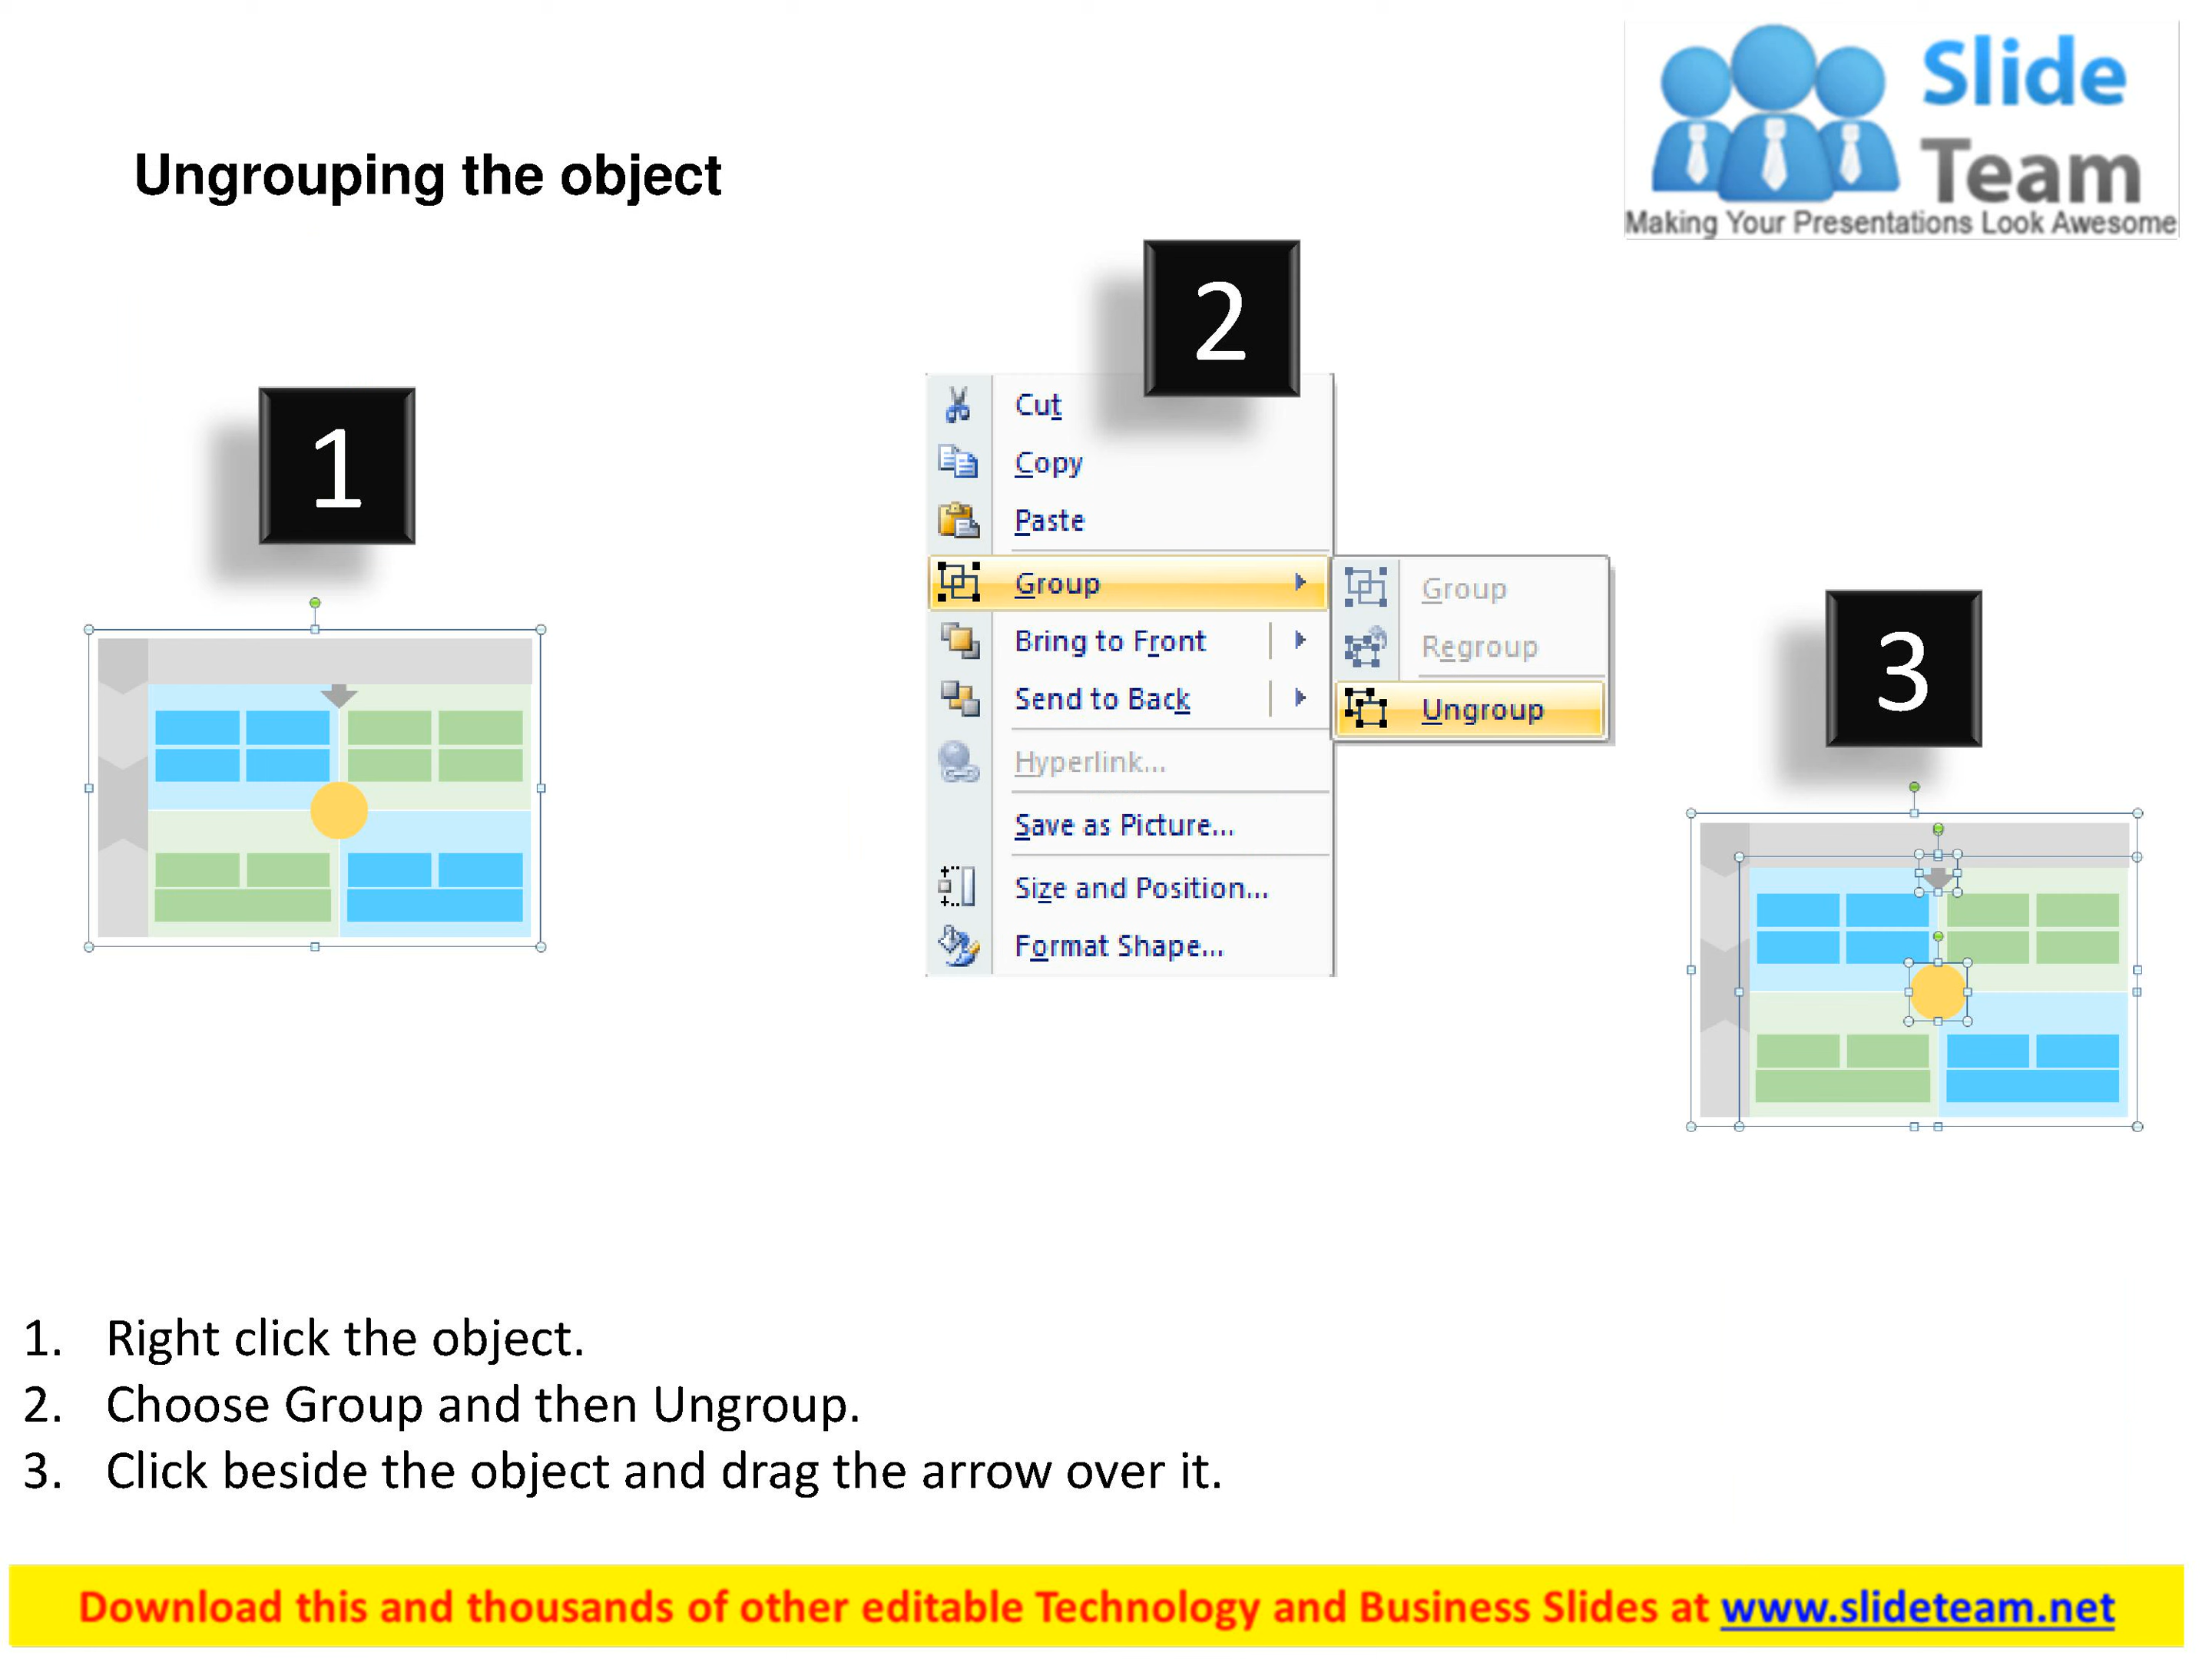 Slide
Team
Making Your Presentations Look Awesome
Ungrouping the object
1
2
3
Cut
Copy
Paste
Group
Bring to Front
Send to Back
Hyperlink...
Save as Picture...
Size and Position...
Format Shape...
Group
Regroup
Ungroup
1. Right click the object.
2. Choose Group and then Ungroup.
3. Click beside the object and drag the arrow over it.
Download this and thousands of other editable Technology and Business Slides at www.slideteam.net